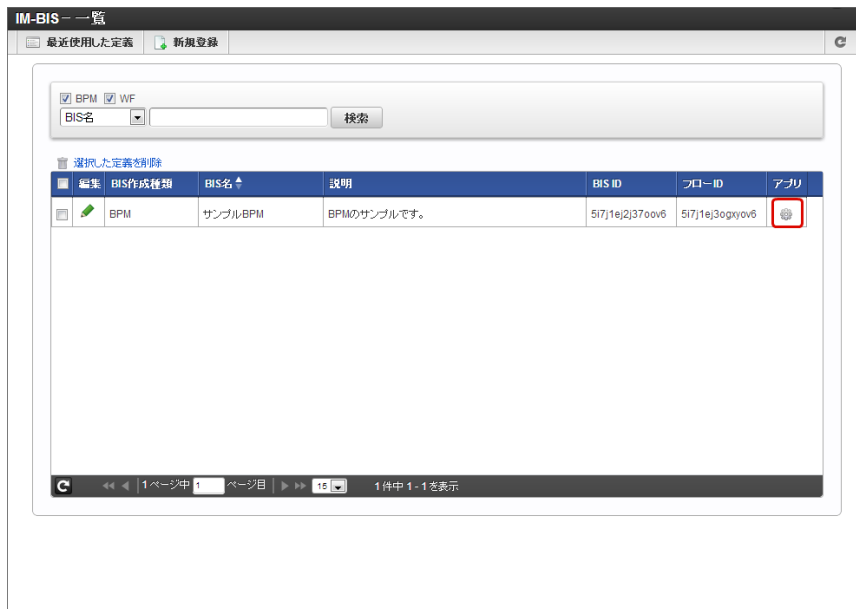 IM-BIS－一覧
最近使用した定義 新規登録
BPM WF
BIS名 検索
選択した定義を削除
編集 BIS作成種類 BIS名 説明 BIS ID フローID アプリ
BPM サンプルBPM BPMのサンプルです。 5i7j1ej2j37oov6 5i7j1ej3ogxyov6
1ページ中 1 ページ目 15 1件中 1 - 1 を表示